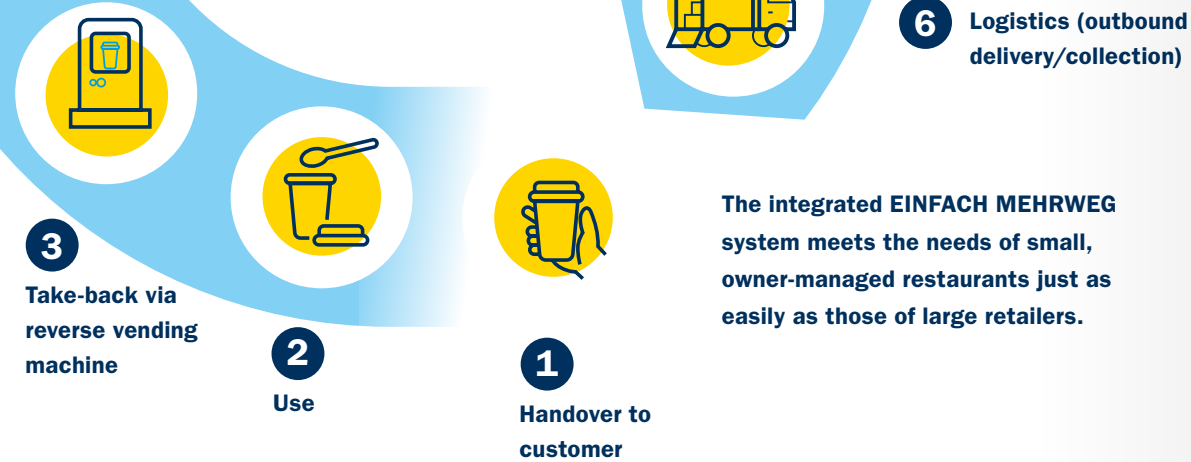 6
Logistics (outbound
delivery/collection)
The integrated EINFACH MEHRWEG
system meets the needs of small,
owner-managed restaurants just as
easily as those of large retailers.
3
Take-back via
reverse vending
machine
2
Use
1
Handover to
customer